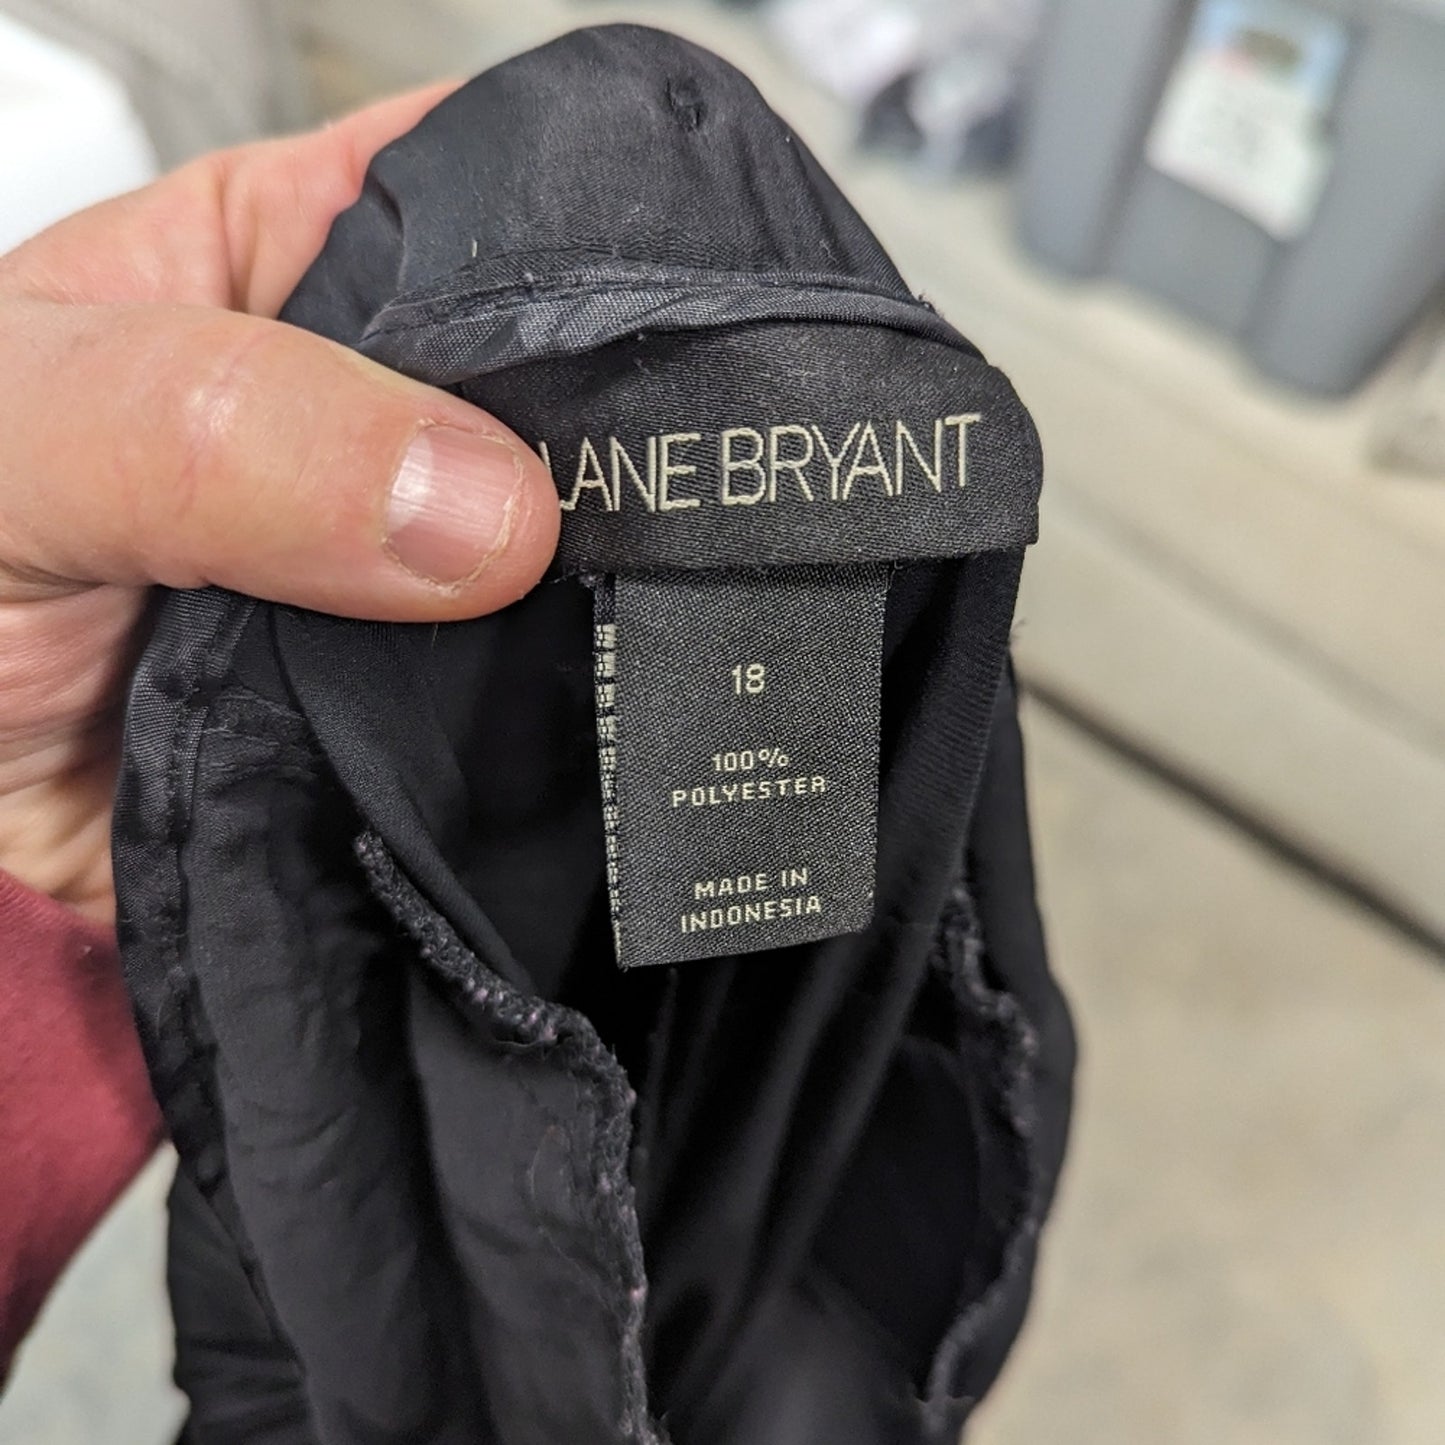 LANE BRYANT
18
100%
POLYESTER
MADE IN
INDONESIA